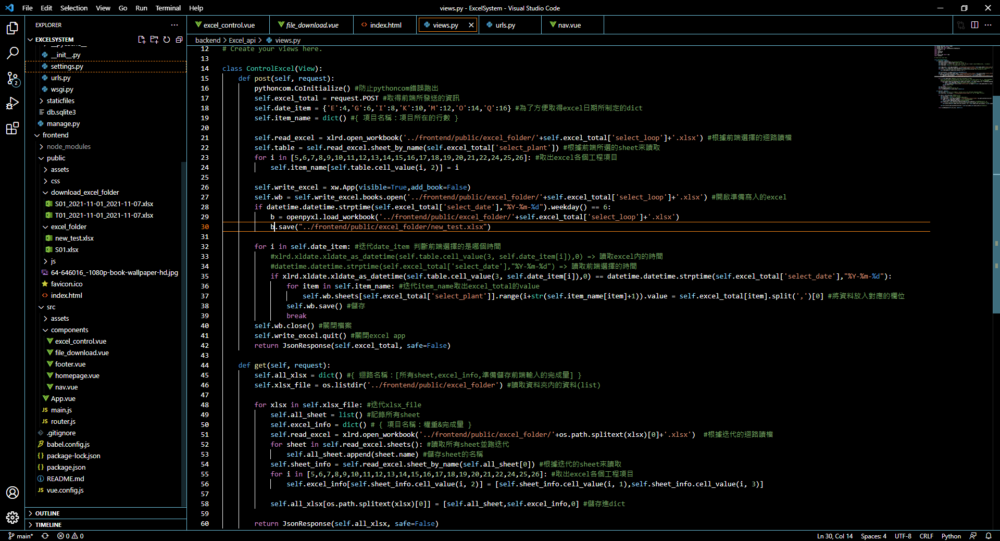 File Edit Selection View Go Run Terminal Help
views.py - ExcelSystem - Visual Studio Code
EXPLORER
EXCELSYSTEM
__pycache__
__init__.py
settings.py
urls.py
wsgi.py
staticfiles
db.sqlite3
manage.py
frontend
node_modules
public
assets
css
download_excel_folder
S01_2021-11-01_2021-11-07.xlsx
T01_2021-11-01_2021-11-07.xlsx
excel_folder
new_test.xlsx
S01.xlsx
js
64-646016_-1080p-book-wallpaper-hd.jpg
favicon.ico
index.html
src
assets
components
excel_control.vue
file_download.vue
footer.vue
homepage.vue
nav.vue
App.vue
main.js
router.js
.gitignore
babel.config.js
package-lock.json
package.json
README.md
vue.config.js
OUTLINE
TIMELINE
excel_control.vue file_download.vue index.html views.py urls.py nav.vue
backend > Excel_api > views.py
12 # Create your views here.
13
14 class ControlExcel(View):
15 def post(self, request):
16 pythoncom.CoInitialize() #防止pythoncom錯誤跑出
17 self.excel_total = request.POST #取得前端所發送的資訊
18 self.date_item = {'E':4,'G':6,'I':8,'K':10,'M':12,'O':14,'Q':16} #為了方便取得excel日期所制定的dict
19 self.item_name = dict() #{ 項目名稱：項目所在的行數 }
20
21 self.read_excel = xlrd.open_workbook('../frontend/public/excel_folder/'+self.excel_total['select_loop']+'.xlsx') #根據前端選擇的迴路讀檔
22 self.table = self.read_excel.sheet_by_name(self.excel_total['select_plant']) #根據前端所選的sheet來讀取
23 for i in [5,6,7,8,9,10,11,12,13,14,15,16,17,18,19,20,21,22,24,25,26]: #取出excel各個工程項目
24 self.item_name[self.table.cell_value(i, 2)] = i
25
26 self.write_excel = xw.App(visible=True,add_book=False)
27 self.wb = self.write_excel.books.open('../frontend/public/excel_folder/'+self.excel_total['select_loop']+'.xlsx') #開啟準備寫入的excel
28 if datetime.datetime.strptime(self.excel_total['select_date'],"%Y-%m-%d").weekday() == 6:
29 b = openpyxl.load_workbook('../frontend/public/excel_folder/'+self.excel_total['select_loop']+'.xlsx')
30 b.save("../frontend/public/excel_folder/new_test.xlsx")
31
32 for i in self.date_item: #迭代date_item 判斷前端選擇的是哪個時間
33 #xlrd.xldate.xldate_as_datetime(self.table.cell_value(3, self.date_item[i]),0) => 讀取excel內的時間
34 #datetime.datetime.strptime(self.excel_total['select_date'],"%Y-%m-%d") => 讀取前端選擇的時間
35 if xlrd.xldate.xldate_as_datetime(self.table.cell_value(3, self.date_item[i]),0) == datetime.datetime.strptime(self.excel_total['select_date'],"%Y-%m-%d"):
36 for item in self.item_name: #迭代item_name取出excel_total的value
37 self.wb.sheets[self.excel_total['select_plant']].range(i+str(self.item_name[item]+1)).value = self.excel_total[item].split(',')[0] #將資料放入對應的欄位
38 self.wb.save() #儲存
39 break
40 self.wb.close() #關閉檔案
41 self.write_excel.quit() #關閉excel app
42 return JsonResponse(self.excel_total, safe=False)
43
44 def get(self, request):
45 self.all_xlsx = dict() #{ 迴路名稱：[所有sheet,excel_info,準備儲存前端輸入的完成量] }
46 self.xlsx_file = os.listdir('../frontend/public/excel_folder') #讀取資料夾內的資料(list)
47
48 for xlsx in self.xlsx_file: #迭代xlsx_file
49 self.all_sheet = list() #記錄所有sheet
50 self.excel_info = dict() # { 項目名稱：權重&完成量 }
51 self.read_excel = xlrd.open_workbook('../frontend/public/excel_folder/'+os.path.splitext(xlsx)[0]+'.xlsx') #根據迭代的迴路讀檔
52 for sheet in self.read_excel.sheets(): #讀取所有sheet並跑迭代
53 self.all_sheet.append(sheet.name) #儲存sheet的名稱
54 self.sheet_info = self.read_excel.sheet_by_name(self.all_sheet[0]) #根據迭代的sheet來讀取
55 for i in [5,6,7,8,9,10,11,12,13,14,15,16,17,18,19,20,21,22,24,25,26]: #取出excel各個工程項目
56 self.excel_info[self.sheet_info.cell_value(i, 2)] = [self.sheet_info.cell_value(i, 1),self.sheet_info.cell_value(i, 3)]
57
58 self.all_xlsx[os.path.splitext(xlsx)[0]] = [self.all_sheet,self.excel_info,0] #儲存進dict
59
60 return JsonResponse(self.all_xlsx, safe=False)
2
main* 0 0
Ln 30, Col 14 Spaces: 4 UTF-8 CRLF Python